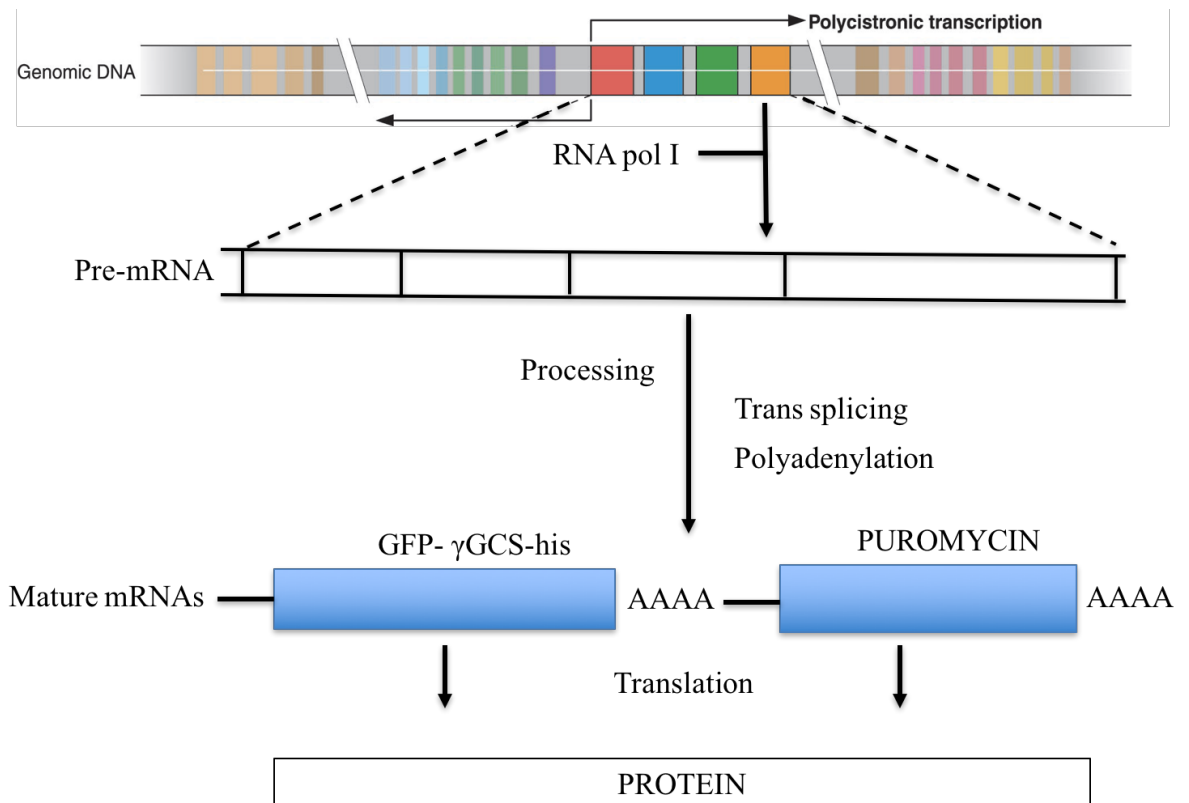 Polycistronic transcription
Genomic DNA
RNA pol I
Pre-mRNA
Processing
Trans splicing
Polyadenylation
GFP- γGCS-his
PUROMYCIN
Mature mRNAs
AAAA
AAAA
Translation
PROTEIN